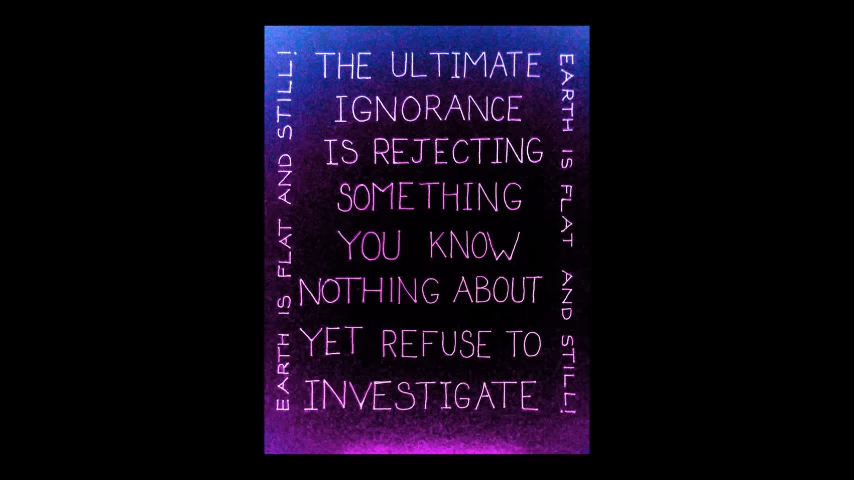 THE ULTIMATE
IGNORANCE
IS REJECTING
SOMETHING
YOU KNOW
NOTHING ABOUT
YET REFUSE TO
INVESTIGATE
EARTH IS FLAT AND STILL!
EARTH IS FLAT AND STILL!